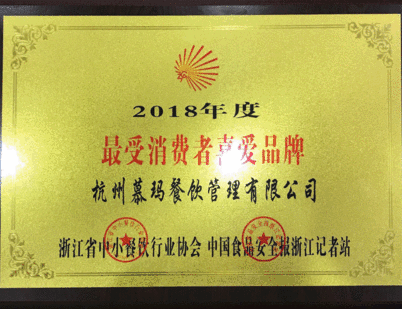 2018年度
最受消费者喜爱品牌
杭州慕玛餐饮管理有限公司
浙江省中小餐饮行业协会 中国食品安全报浙江记者站